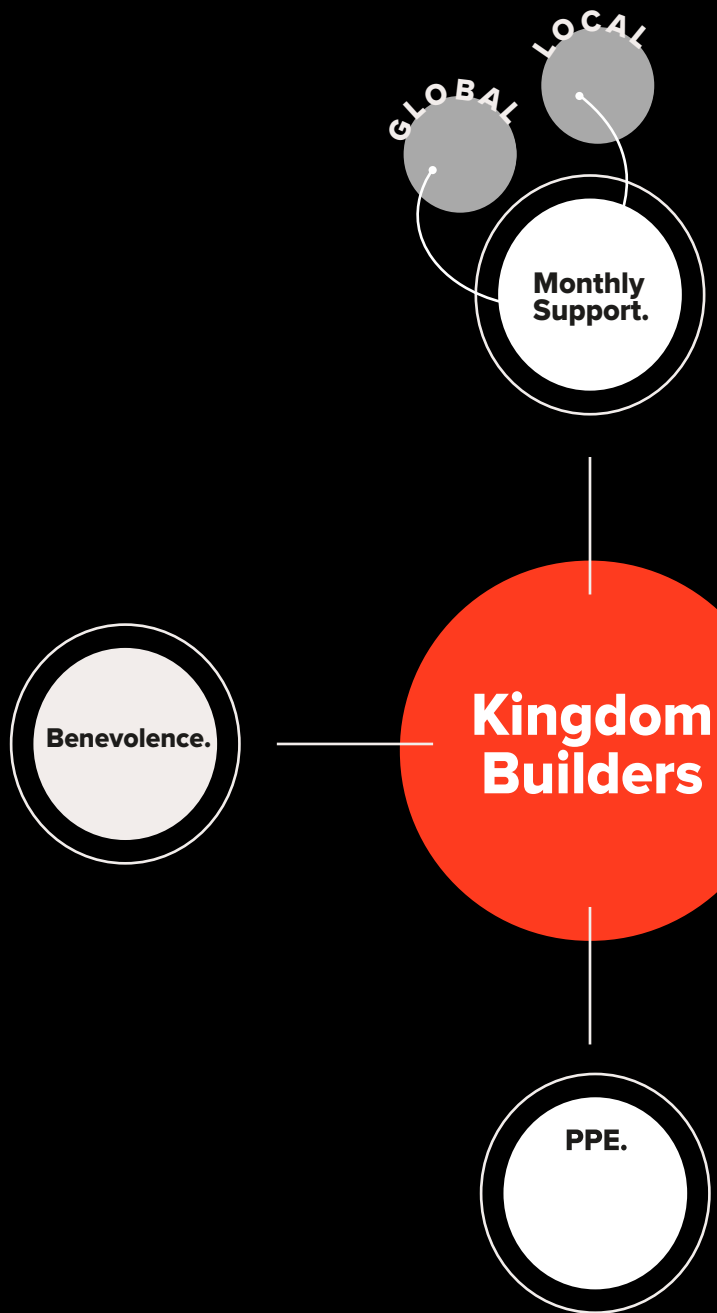 LOCAL
GLOBAL
Monthly
Support.
Kingdom
Builders
Benevolence.
PPE.